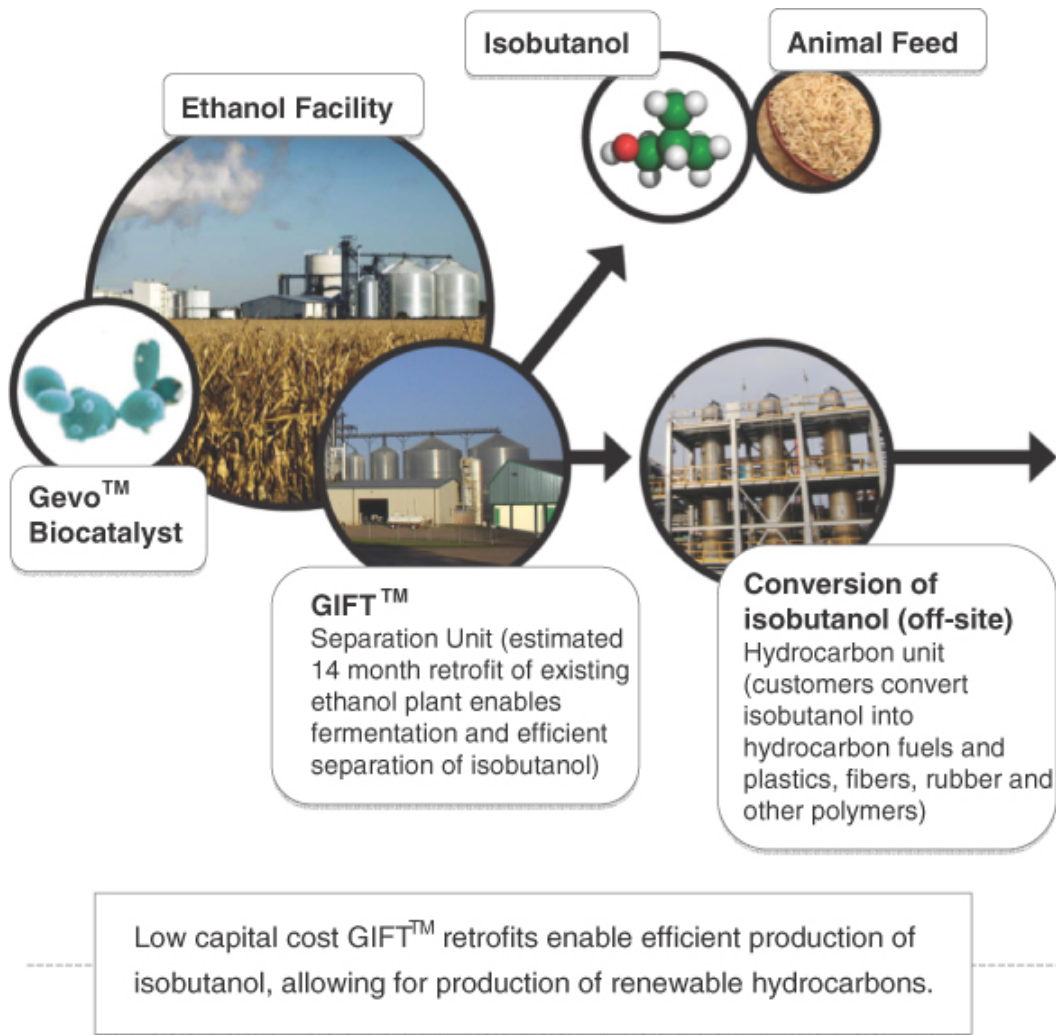 Isobutanol
Animal Feed
Ethanol Facility
Gevo™
Biocatalyst
GIFT™
Separation Unit (estimated
14 month retrofit of existing
ethanol plant enables
fermentation and efficient
separation of isobutanol)
Conversion of
isobutanol (off-site)
Hydrocarbon unit
(customers convert
isobutanol into
hydrocarbon fuels and
plastics, fibers, rubber and
other polymers)
Low capital cost GIFT™ retrofits enable efficient production of
isobutanol, allowing for production of renewable hydrocarbons.